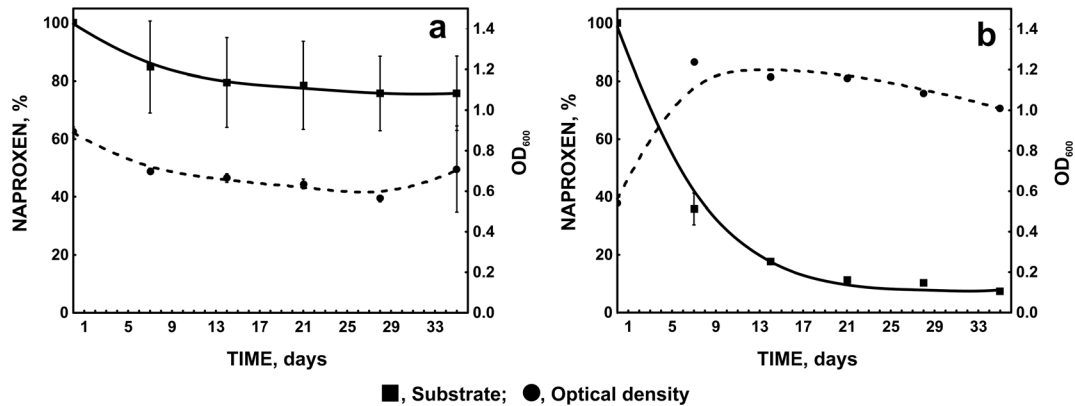 a
100
80
60
40
20
0
NAPROXEN, %
1.4
1.2
1.0
0.8
0.6
0.4
0.2
0.0
OD600
1 5 9 13 17 21 25 29 33
TIME, days
b
100
80
60
40
20
0
NAPROXEN, %
1.4
1.2
1.0
0.8
0.6
0.4
0.2
0.0
OD600
1 5 9 13 17 21 25 29 33
TIME, days
■, Substrate; ●, Optical density